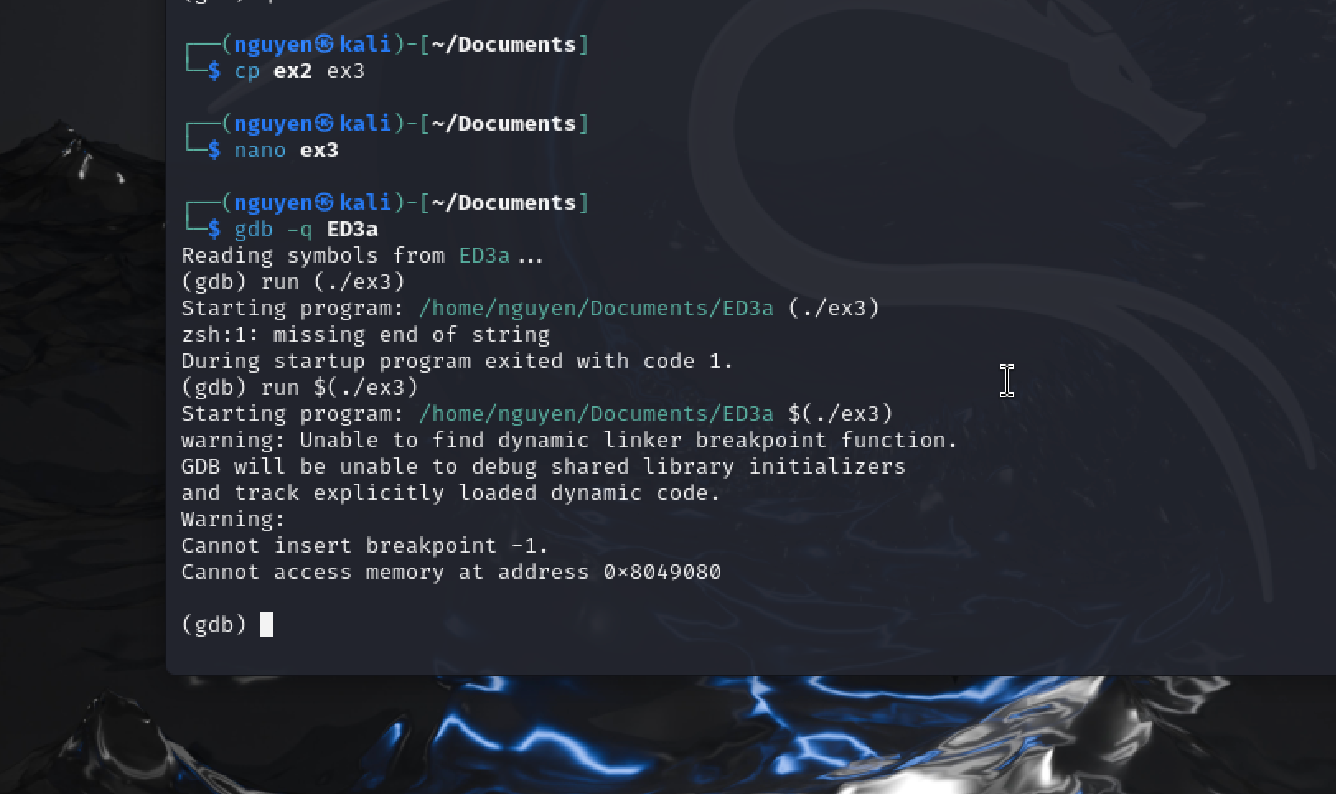 ┌──(nguyen㉿kali)-[~/Documents]
└─$ cp ex2 ex3
┌──(nguyen㉿kali)-[~/Documents]
└─$ nano ex3
┌──(nguyen㉿kali)-[~/Documents]
└─$ gdb -q ED3a
Reading symbols from ED3a...
(gdb) run (./ex3)
Starting program: /home/nguyen/Documents/ED3a (./ex3)
zsh:1: missing end of string
During startup program exited with code 1.
(gdb) run $(./ex3)
Starting program: /home/nguyen/Documents/ED3a $(./ex3)
warning: Unable to find dynamic linker breakpoint function.
GDB will be unable to debug shared library initializers
and track explicitly loaded dynamic code.
Warning:
Cannot insert breakpoint -1.
Cannot access memory at address 0x8049080
(gdb)